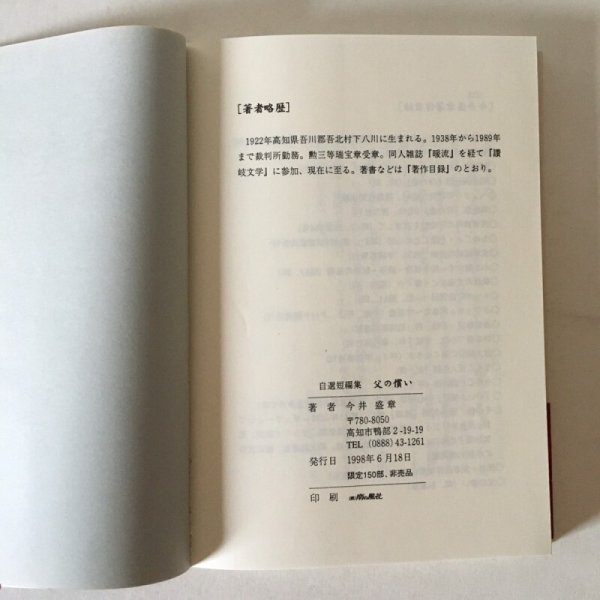 [著者略歴]
1922年高知県吾川郡吾北村下八川に生まれる。1938年から1989年
まで裁判所勤務。勲三等瑞宝章受章。同人雑誌『暖流』を経て『讃
岐文学』に参加、現在に至る。著書などは『著作目録』のとおり。
自選短編集 父の償い
著者 今井盛章
〒780-8050
高知市鴨部2-19-19
TEL (0888) 43-1261
発行日 1998年6月18日
限定150部、非売品
印刷 ㈱南の風社